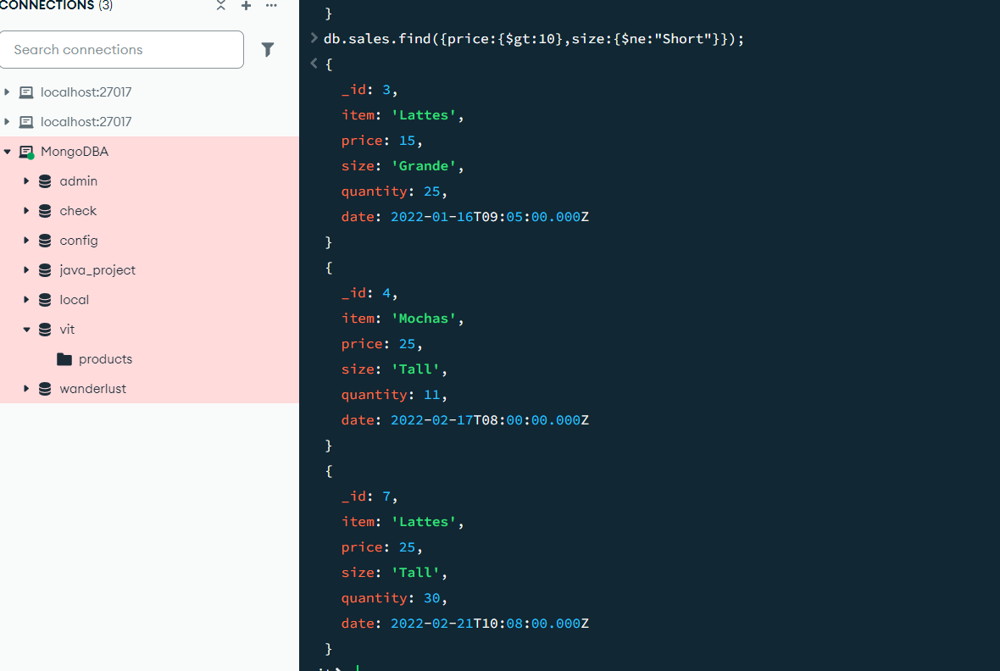 CONNECTIONS (3)
Search connections
localhost:27017
localhost:27017
MongoDBA
admin
check
config
java_project
local
vit
products
wanderlust
}
db.sales.find({price:{$gt:10},size:{$ne:"Short"}});
{
_id: 3,
item: 'Lattes',
price: 15,
size: 'Grande',
quantity: 25,
date: 2022-01-16T09:05:00.000Z
}
{
_id: 4,
item: 'Mochas',
price: 25,
size: 'Tall',
quantity: 11,
date: 2022-02-17T08:00:00.000Z
}
{
_id: 7,
item: 'Lattes',
price: 25,
size: 'Tall',
quantity: 30,
date: 2022-02-21T10:08:00.000Z
}